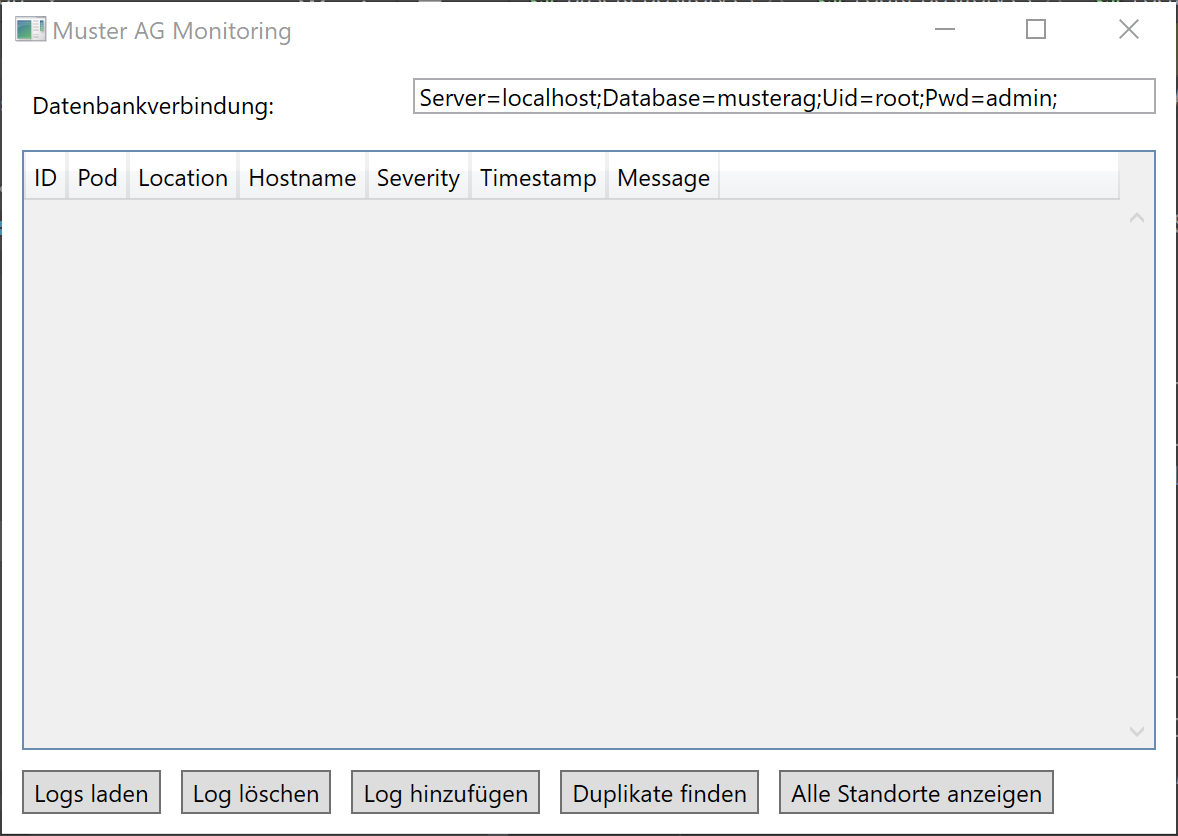 Muster AG Monitoring
Datenbankverbindung: Server=localhost;Database=musterag;Uid=root;Pwd=admin;
ID Pod Location Hostname Severity Timestamp Message
Logs laden Log löschen Log hinzufügen Duplikate finden Alle Standorte anzeigen